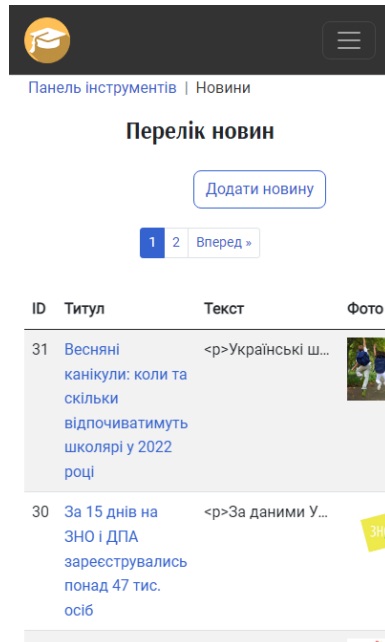 Панель інструментів | Новини
Перелік новин
Додати новину
1 2 Вперед »
ID Титул Текст Фото
31 Весняні <p>Українські ш...
канікули: коли та
скільки
відпочиватимуть
школярі у 2022
році
30 За 15 днів на <p>За даними У...
ЗНО і ДПА
зареєструвались
понад 47 тис.
осіб